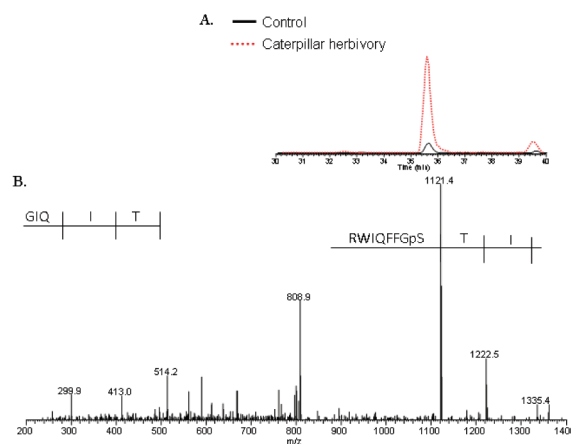 A.
Control
Caterpillar herbivory
30 31 32 33 34 35 36 37 38 39 40
B.
1121.4
GIQ I T
RWIQFFGpS T I
808.9
514.2
1222.5
299.9
413.0
1335.4
200 300 400 500 600 700 800 900 1000 1100 1200 1300
m/z